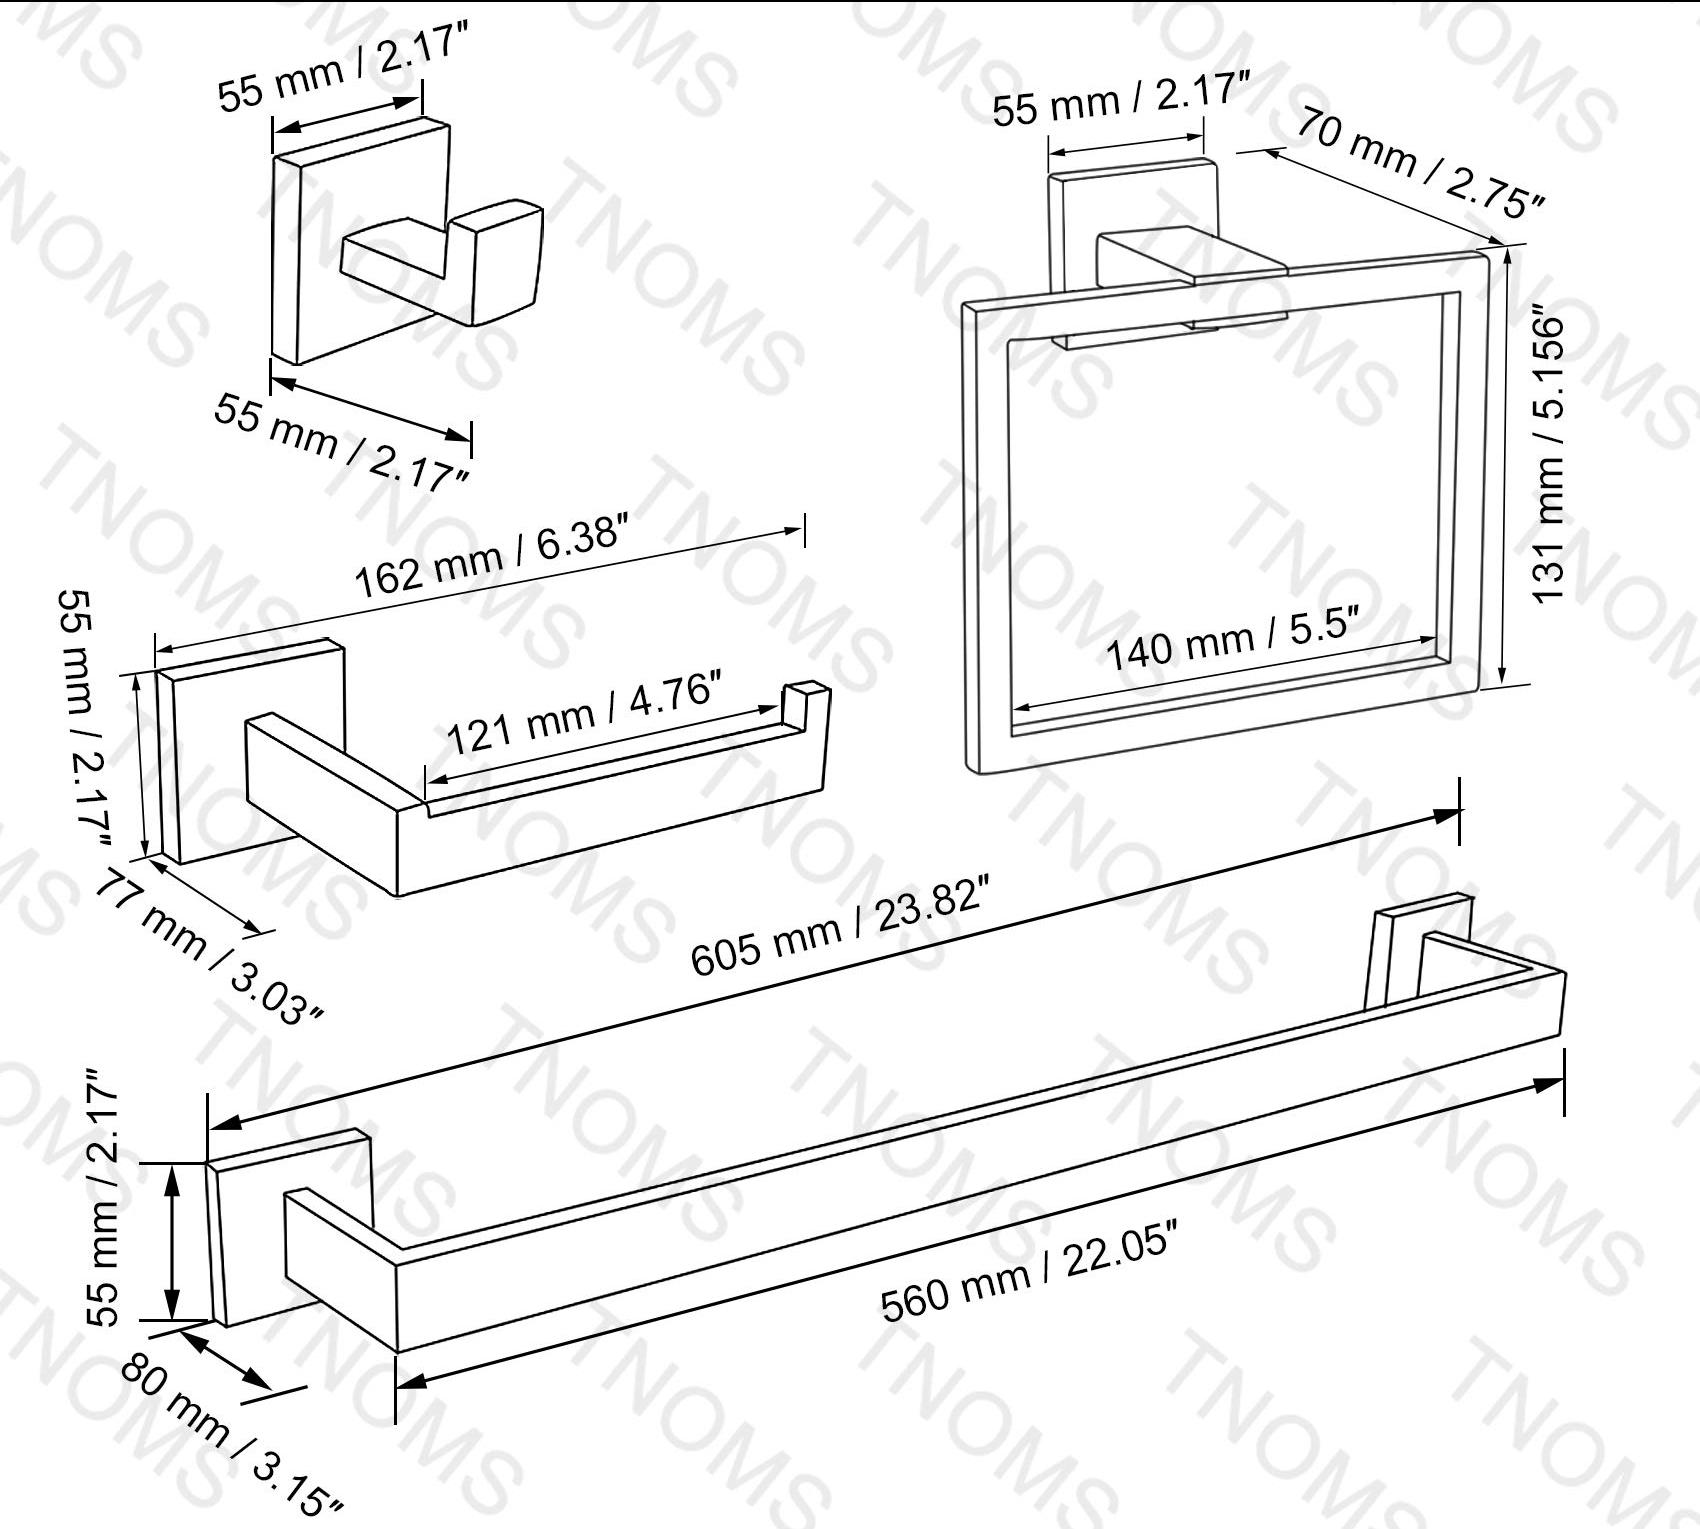 55 mm / 2.17"
55 mm / 2.17"
55 mm / 2.17"
70 mm / 2.75"
131 mm / 5.156"
140 mm / 5.5"
162 mm / 6.38"
55 mm / 2.17"
121 mm / 4.76"
77 mm / 3.03"
605 mm / 23.82"
55 mm / 2.17"
560 mm / 22.05"
80 mm / 3.15"
TNOMS